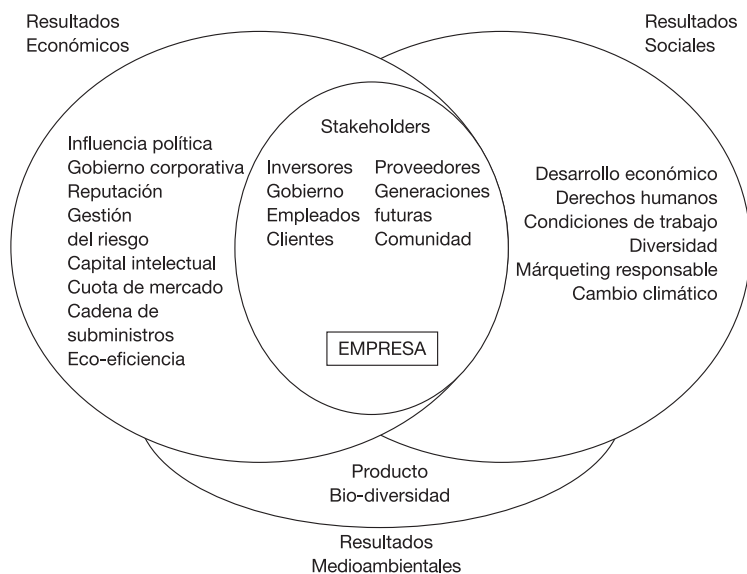 Resultados
Económicos
Resultados
Sociales
Influencia política
Gobierno corporativa
Reputación
Gestión
del riesgo
Capital intelectual
Cuota de mercado
Cadena de
subministros
Eco-eficiencia
Stakeholders
Inversores
Gobierno
Empleados
Clientes
Proveedores
Generaciones
futuras
Comunidad
EMPRESA
Desarrollo económico
Derechos humanos
Condiciones de trabajo
Diversidad
Márqueting responsable
Cambio climático
Producto
Bio-diversidad
Resultados
Medioambientales